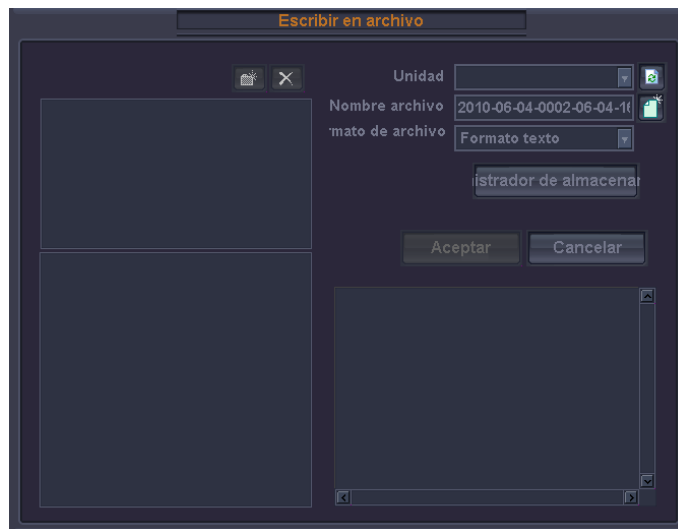 Escribir en archivo
Unidad
Nombre archivo 2010-06-04-0002-06-04-16
mato de archivo Formato texto
istrador de almacenar
Aceptar Cancelar